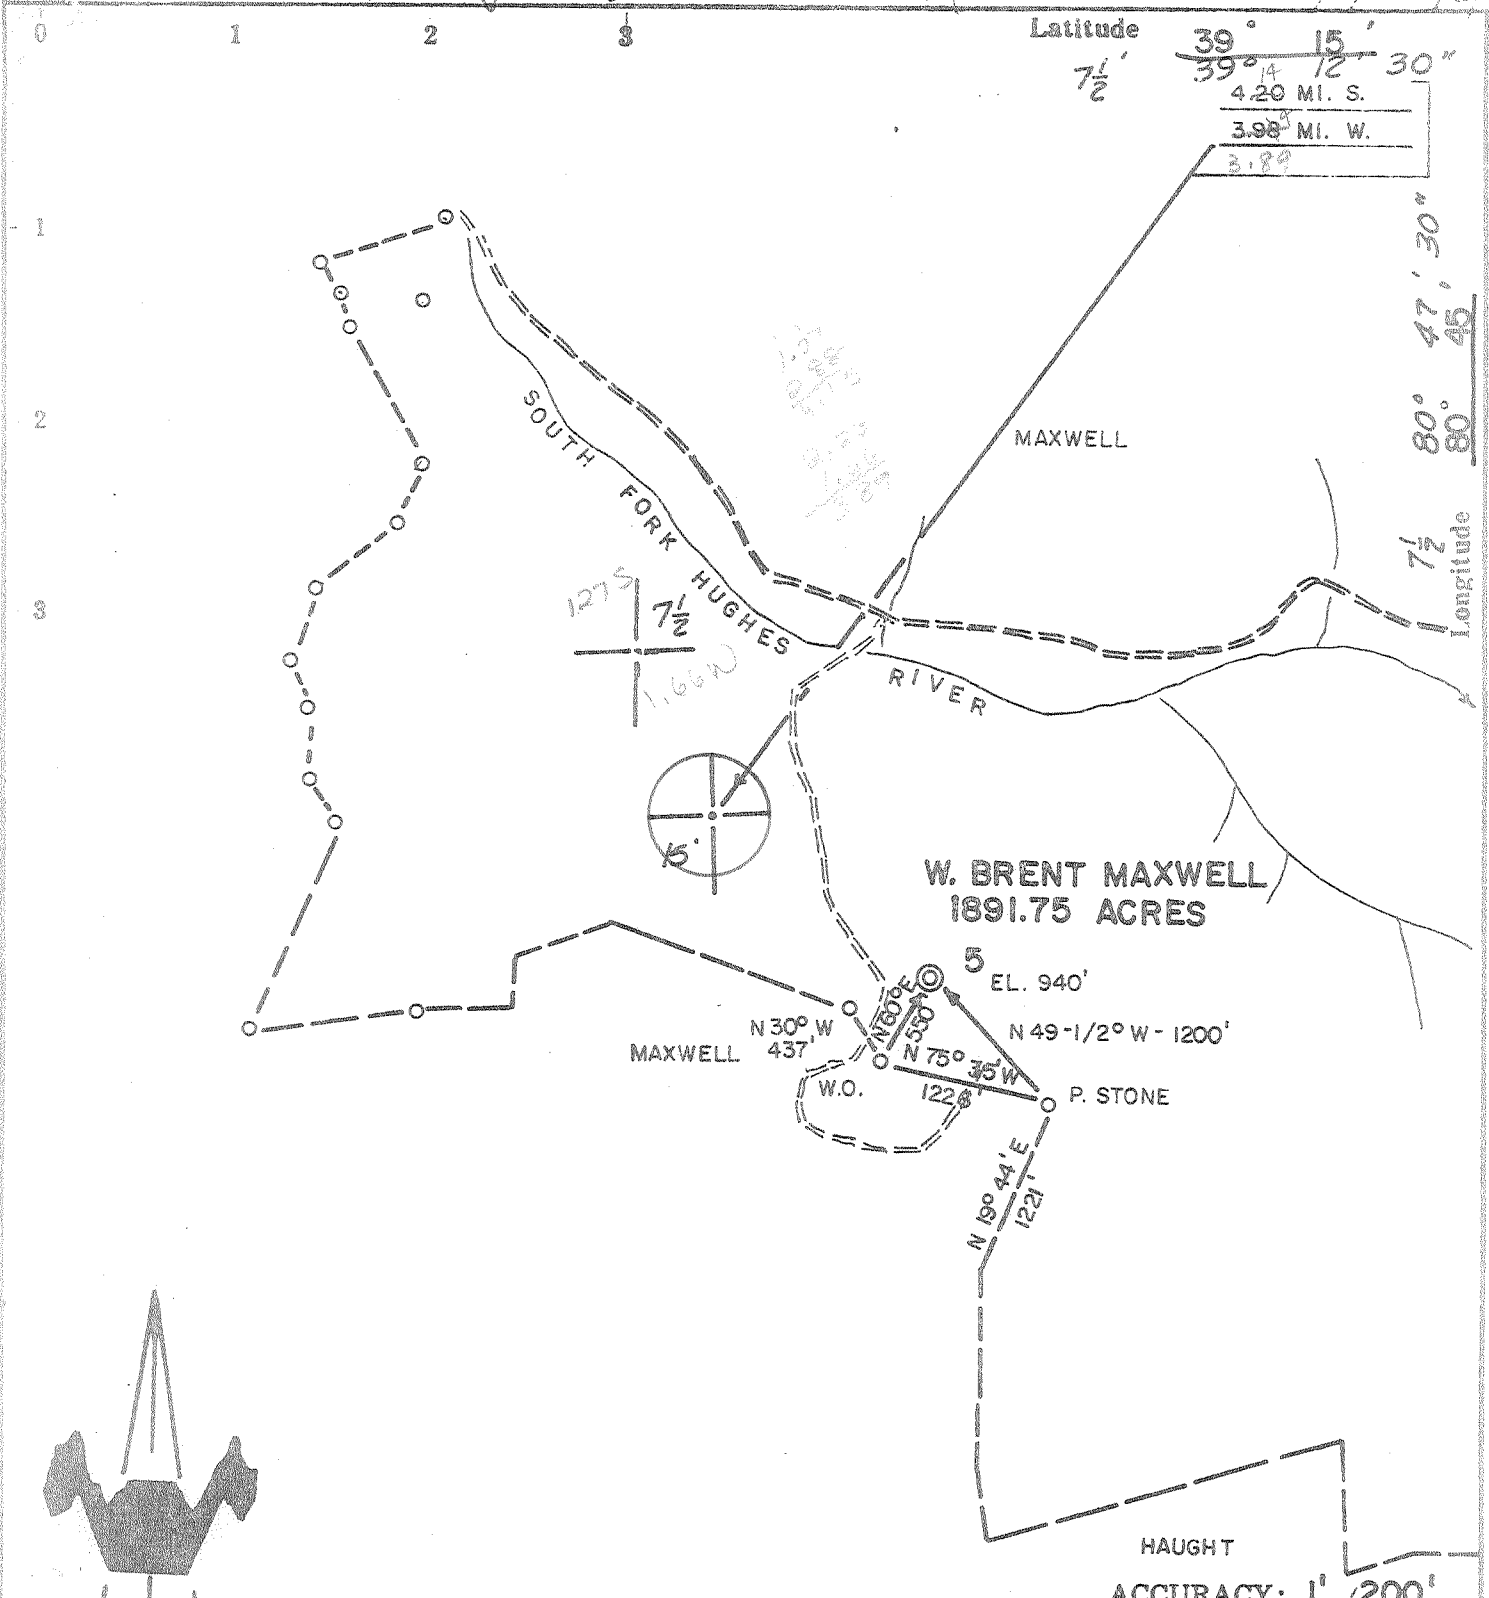 0 1 2 3
Latitude 39° 15'
7½' 39° 12' 30"
14
4.20 MI. S.
3.98 MI. W.
3.89
1
2
3
80° 47' 30"
80° 45
7½
Longitude
MAXWELL
SOUTH FORK HUGHES RIVER
127S
7½
1.66W
15'
W. BRENT MAXWELL
1891.75 ACRES
5
EL. 940'
N 60° E
550'
N 49-1/2° W - 1200'
N 30° W
437'
MAXWELL
N 75° 35' W
W.O.
P. STONE
N 19° 44' E
1221'
HAUGHT
ACCURACY: 1' /200'